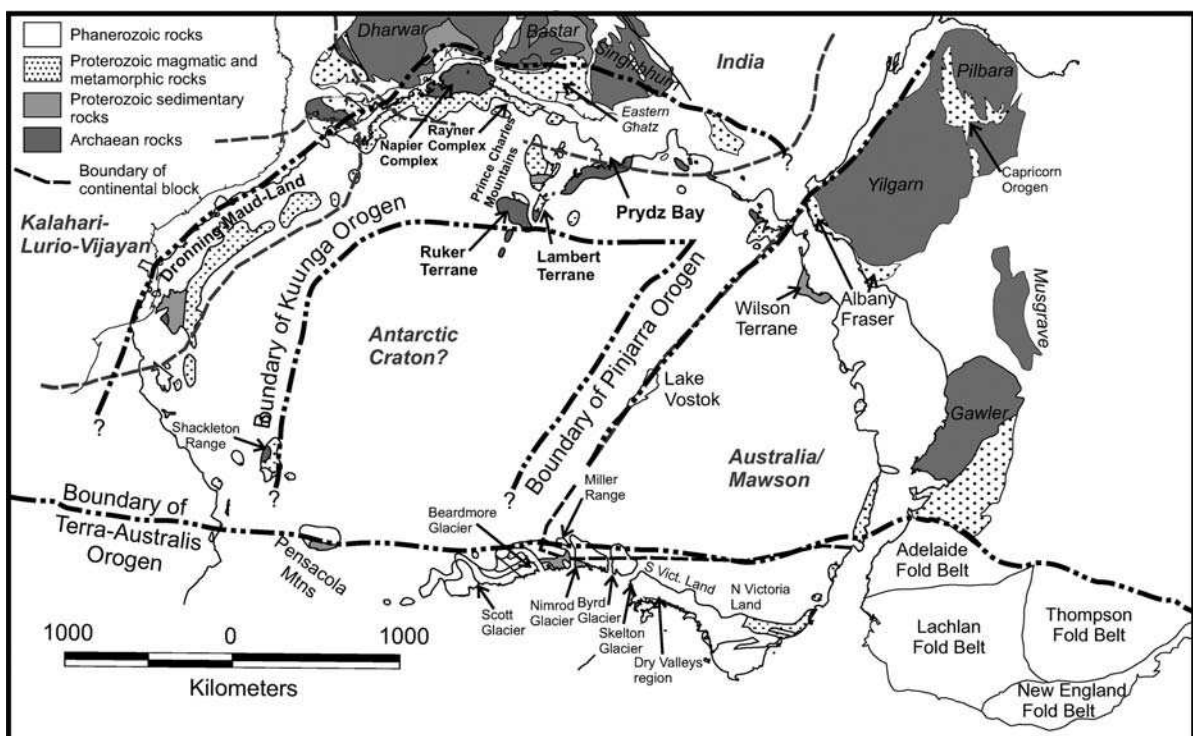 Phanerozoic rocks
Proterozoic magmatic and
metamorphic rocks
Proterozoic sedimentary
rocks
Archaean rocks
Boundary of
continental block
Dharwar
Bastar
Singhbhun
India
Eastern
Ghatz
Pilbara
Yilgarn
Capricorn
Orogen
Napier
Complex
Rayner
Complex
Prince Charles
Mountains
Prydz Bay
Kalahari-
Lurio-Vijayan
Dronning Maud-Land
Boundary of Kuunga Orogen
Ruker
Terrane
Lambert
Terrane
Wilson
Terrane
Albany
Fraser
Musgrave
Antarctic
Craton?
Boundary of Pinjarra Orogen
Lake
Vostok
Gawler
Shackleton
Range
?
?
?
?
Australia/
Mawson
Boundary of
Terra-Australis
Orogen
Pensacola
Mtns
Beardmore
Glacier
Miller
Range
Scott
Glacier
Nimrod
Glacier
Byrd
Glacier
Skelton
Glacier
S Vict. Land
N Victoria
Land
Dry Valleys
region
Adelaide
Fold Belt
Lachlan
Fold Belt
Thompson
Fold Belt
New England
Fold Belt
1000 0 1000
Kilometers